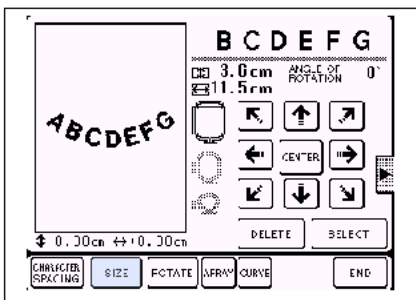 BCDEFG
3.6cm
ANGLE OF ROTATION 0°
11.5cm
ABCDEFG
CENTER
0.00cm 0.00cm
DELETE SELECT
CHARACTER SPACING SIZE ROTATE ARRAY CURVE END